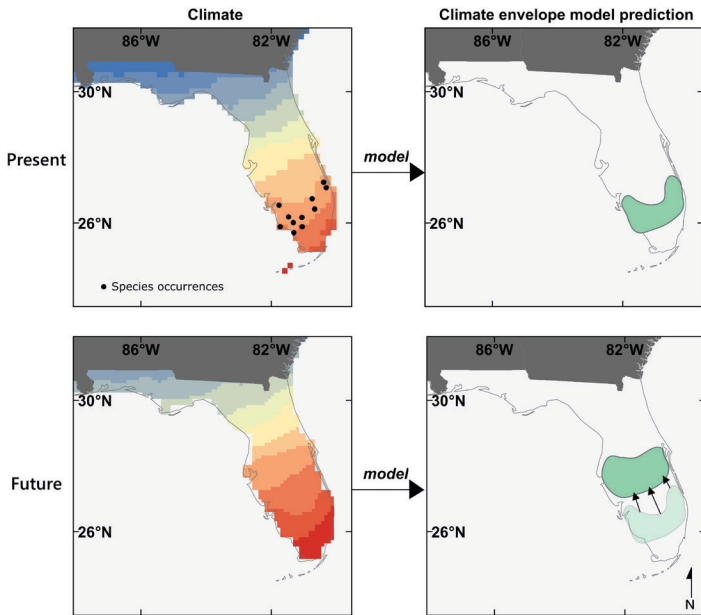 Climate
Climate envelope model prediction
86°W 82°W
30°N
26°N
Present
Species occurrences
model
86°W 82°W
30°N
26°N
86°W 82°W
30°N
26°N
Future
model
86°W 82°W
30°N
26°N
N